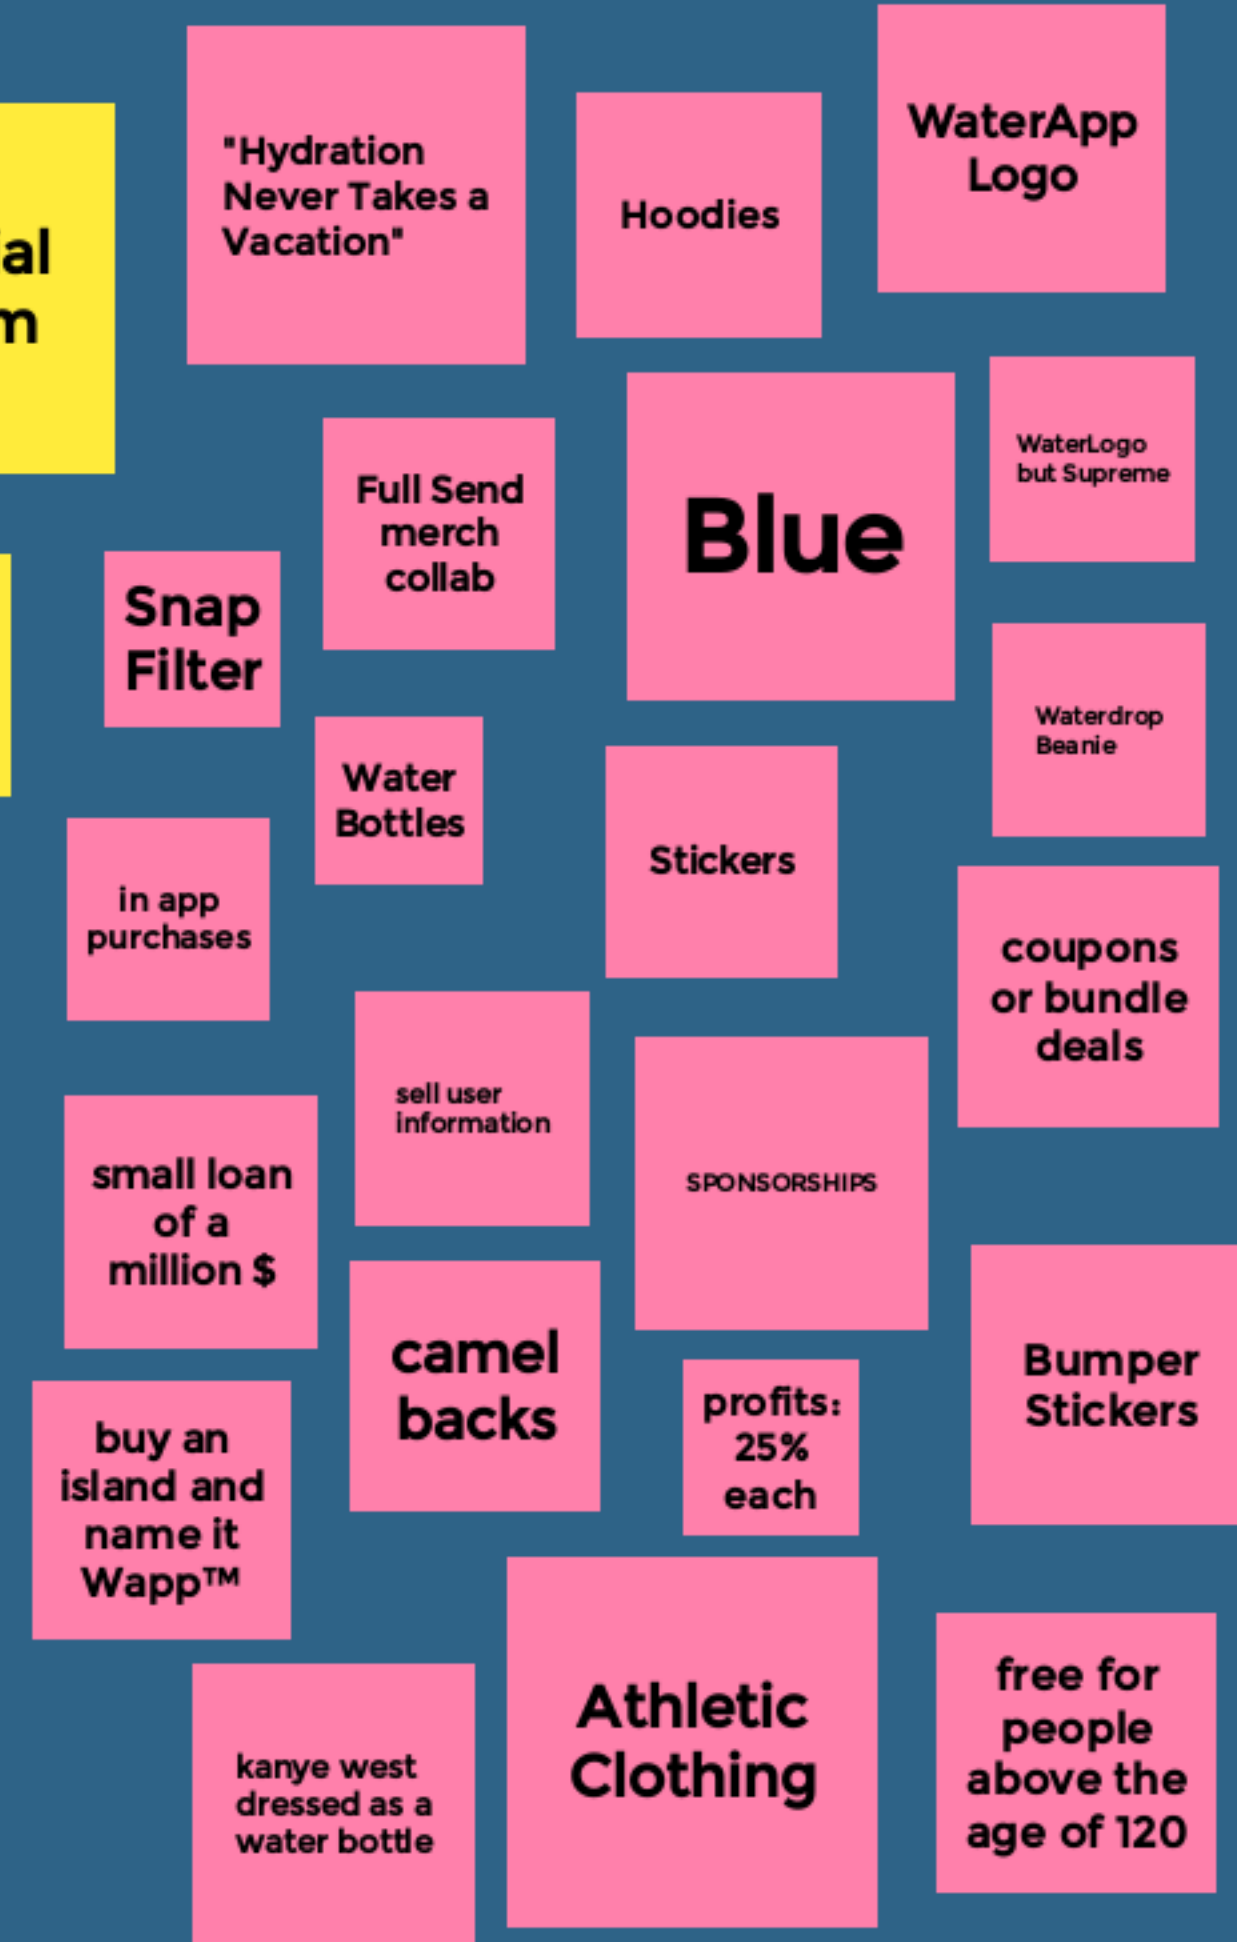 "Hydration
Never Takes a
Vacation"
Hoodies
WaterApp
Logo
Full Send
merch
collab
Blue
WaterLogo
but Supreme
Snap
Filter
Water
Bottles
Stickers
Waterdrop
Beanie
in app
purchases
coupons
or bundle
deals
sell user
information
SPONSORSHIPS
small loan
of a
million $
camel
backs
profits:
25%
each
Bumper
Stickers
buy an
island and
name it
Wapp™
kanye west
dressed as a
water bottle
Athletic
Clothing
free for
people
above the
age of 120